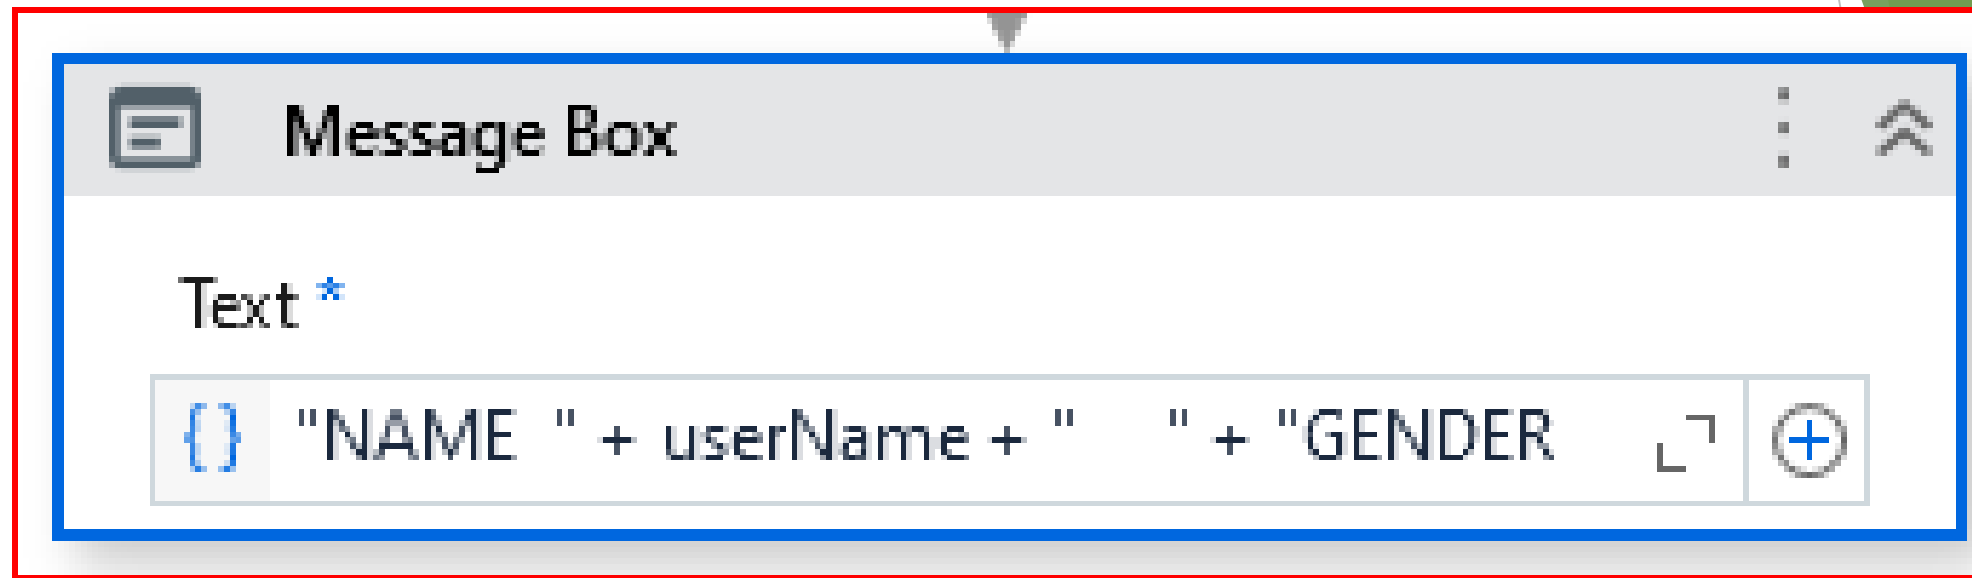 Message Box
Text *
{} "NAME  " + userName + "    " + "GENDER